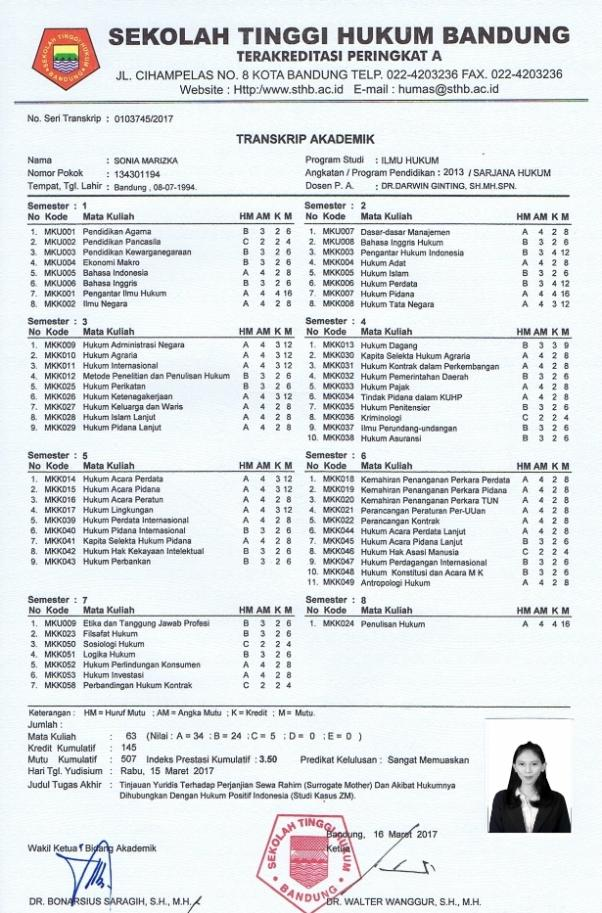 SEKOLAH TINGGI HUKUM BANDUNG
TERAKREDITASI PERINGKAT A
JL. CIHAMPELAS NO. 8 KOTA BANDUNG TELP. 022-4203236 FAX. 022-4203236
Website : Http:/www.sthb.ac.id E-mail : humas@sthb.ac.id
No. Seri Transkrip : 0103745/2017
TRANSKRIP AKADEMIK
Nama : SONIA MARIZKA
Nomor Pokok : 134301194
Tempat, Tgl. Lahir : Bandung , 08-07-1994.
Program Studi : ILMU HUKUM
Angkatan / Program Pendidikan : 2013 / SARJANA HUKUM
Dosen P. A. : DR.DARWIN GINTING, SH.MH.SPN.
Semester : 1
No Kode Mata Kuliah HM AM K M
1. MKU001 Pendidikan Agama B 3 2 6
2. MKU002 Pendidikan Pancasila C 2 2 4
3. MKU003 Pendidikan Kewarganegaraan B 3 2 6
4. MKU004 Ekonomi Makro B 3 2 6
5. MKU005 Bahasa Indonesia A 4 2 8
6. MKU006 Bahasa Inggris B 3 2 6
7. MKK001 Pengantar Ilmu Hukum A 4 4 16
8. MKK002 Ilmu Negara A 4 2 8
Semester : 2
No Kode Mata Kuliah HM AM K M
1. MKU007 Dasar-dasar Manajemen A 4 2 8
2. MKU008 Bahasa Inggris Hukum B 3 2 6
3. MKK003 Pengantar Hukum Indonesia B 3 4 12
4. MKK004 Hukum Adat A 4 2 8
5. MKK005 Hukum Islam B 3 2 6
6. MKK006 Hukum Perdata B 3 4 12
7. MKK007 Hukum Pidana A 4 4 16
8. MKK008 Hukum Tata Negara A 4 3 12
Semester : 3
No Kode Mata Kuliah HM AM K M
1. MKK009 Hukum Administrasi Negara A 4 3 12
2. MKK010 Hukum Agraria A 4 3 12
3. MKK011 Hukum Internasional A 4 3 12
4. MKK012 Metode Penelitian dan Penulisan Hukum B 3 2 6
5. MKK025 Hukum Perikatan B 3 2 6
6. MKK026 Hukum Ketenagakerjaan A 4 3 12
7. MKK027 Hukum Keluarga dan Waris A 4 2 8
8. MKK028 Hukum Islam Lanjut A 4 2 8
9. MKK029 Hukum Pidana Lanjut A 4 2 8
Semester : 4
No Kode Mata Kuliah HM AM K M
1. MKK013 Hukum Dagang B 3 3 9
2. MKK030 Kapita Selekta Hukum Agraria A 4 2 8
3. MKK031 Hukum Kontrak dalam Perkembangan A 4 2 8
4. MKK032 Hukum Pemerintahan Daerah B 3 2 6
5. MKK033 Hukum Pajak A 4 2 8
6. MKK034 Tindak Pidana dalam KUHP A 4 2 8
7. MKK035 Hukum Penitensier B 3 2 6
8. MKK036 Kriminologi C 2 2 4
9. MKK037 Ilmu Perundang-undangan B 3 2 6
10. MKK038 Hukum Asuransi B 3 2 6
Semester : 5
No Kode Mata Kuliah HM AM K M
1. MKK014 Hukum Acara Perdata A 4 3 12
2. MKK015 Hukum Acara Pidana A 4 3 12
3. MKK016 Hukum Acara Peratun A 4 2 8
4. MKK017 Hukum Lingkungan A 4 3 12
5. MKK039 Hukum Perdata Internasional A 4 2 8
6. MKK040 Hukum Pidana Internasional B 3 2 6
7. MKK041 Kapita Selekta Hukum Pidana A 4 2 8
8. MKK042 Hukum Hak Kekayaan Intelektual B 3 2 6
9. MKK043 Hukum Perbankan B 3 2 6
Semester : 6
No Kode Mata Kuliah HM AM K M
1. MKK018 Kemahiran Penanganan Perkara Perdata A 4 2 8
2. MKK019 Kemahiran Penanganan Perkara Pidana A 4 2 8
3. MKK020 Kemahiran Penanganan Perkara TUN A 4 2 8
4. MKK021 Perancangan Peraturan Per-UUan A 4 2 8
5. MKK022 Perancangan Kontrak A 4 2 8
6. MKK044 Hukum Acara Perdata Lanjut A 4 2 8
7. MKK045 Hukum Acara Pidana Lanjut B 3 2 6
8. MKK046 Hukum Hak Asasi Manusia C 2 2 4
9. MKK047 Hukum Perdagangan Internasional B 3 2 6
10. MKK048 Hukum Konstitusi dan Acara M K B 3 2 6
11. MKK049 Antropologi Hukum A 4 2 8
Semester : 7
No Kode Mata Kuliah HM AM K M
1. MKU009 Etika dan Tanggung Jawab Profesi B 3 2 6
2. MKK023 Filsafat Hukum B 3 2 6
3. MKK050 Sosiologi Hukum C 2 2 4
4. MKK051 Logika Hukum B 3 2 6
5. MKK052 Hukum Perlindungan Konsumen A 4 2 8
6. MKK053 Hukum Investasi A 4 2 8
7. MKK058 Perbandingan Hukum Kontrak C 2 2 4
Semester : 8
No Kode Mata Kuliah HM AM K M
1. MKK024 Penulisan Hukum A 4 4 16
Keterangan : HM = Huruf Mutu ; AM = Angka Mutu ; K = Kredit ; M = Mutu.
Jumlah :
Mata Kuliah : 63 (Nilai : A = 34 ; B = 24 ; C = 5 ; D = 0 ; E = 0 )
Kredit Kumulatif : 145
Mutu Kumulatif : 507 Indeks Prestasi Kumulatif : 3.50 Predikat Kelulusan : Sangat Memuaskan
Hari Tgl. Yudisium : Rabu, 15 Maret 2017
Judul Tugas Akhir : Tinjauan Yuridis Terhadap Perjanjian Sewa Rahim (Surrogate Mother) Dan Akibat Hukumnya
Dihubungkan Dengan Hukum Positif Indonesia (Studi Kasus ZM).
Bandung, 16 Maret 2017
Wakil Ketua Bidang Akademik
Ketua
SEKOLAH TINGGI HUKUM
BANDUNG
DR. BONARSIUS SARAGIH, S.H., M.H.
DR. WALTER WANGGUR, S.H., M.H.